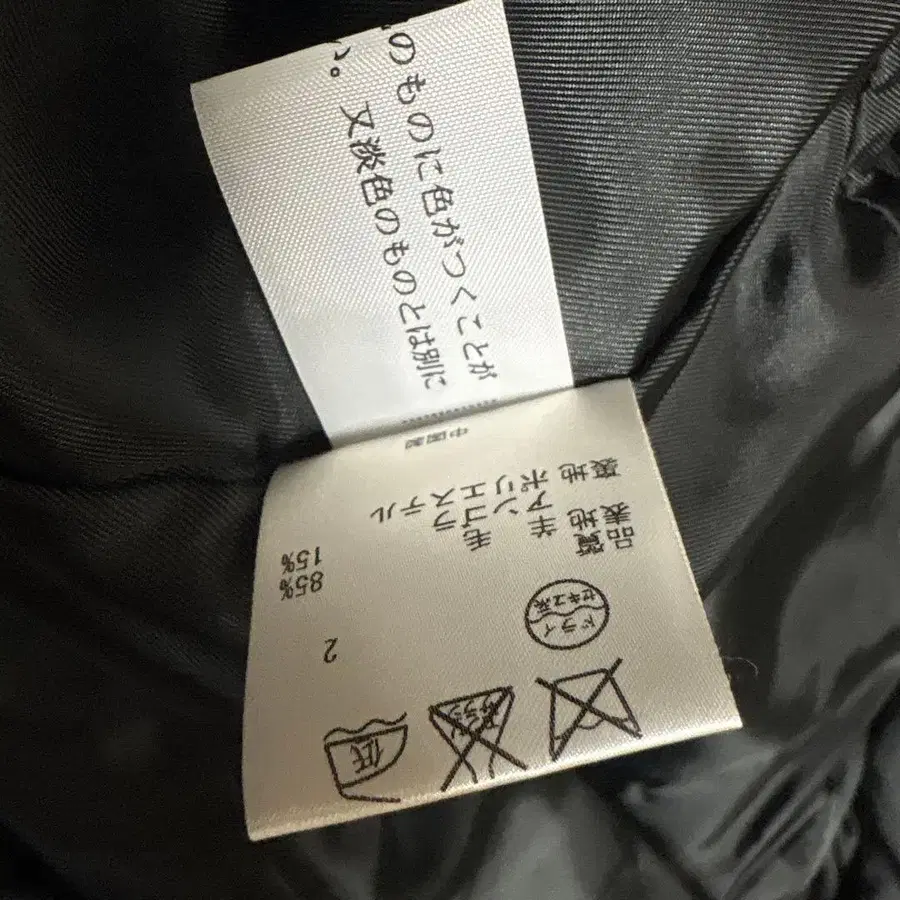 のものに色がつくことが
い。又淡色のものとは別に
低
ドライ
セキユ系
2
品質
表地 羊毛 85%
アンゴラ 15%
裏地 ポリエステル
中国製